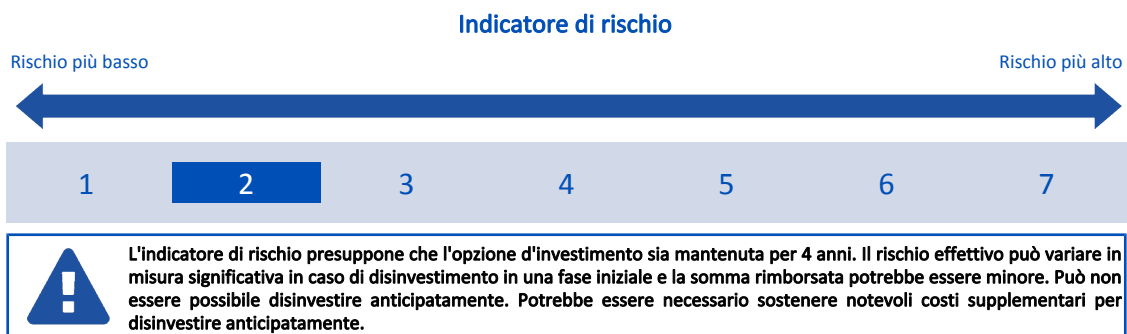 Indicatore di rischio
Rischio più basso
Rischio più alto
1 2 3 4 5 6 7
L'indicatore di rischio presuppone che l'opzione d'investimento sia mantenuta per 4 anni. Il rischio effettivo può variare in
misura significativa in caso di disinvestimento in una fase iniziale e la somma rimborsata potrebbe essere minore. Può non
essere possibile disinvestire anticipatamente. Potrebbe essere necessario sostenere notevoli costi supplementari per
disinvestire anticipatamente.